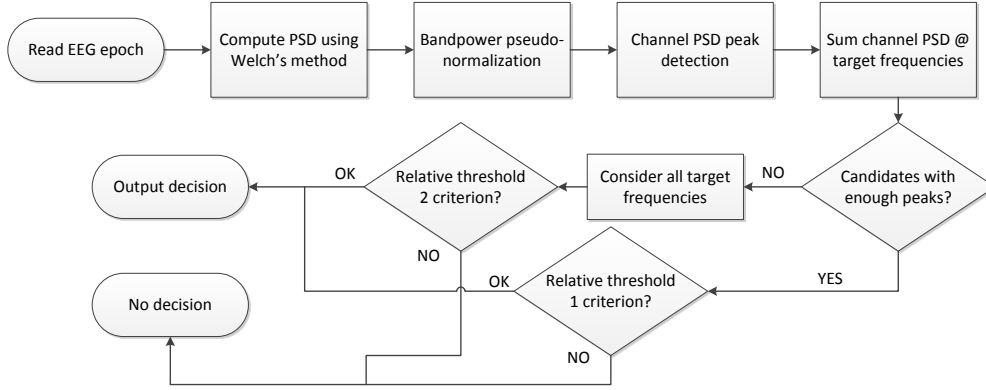 Read EEG epoch
Compute PSD using
Welch's method
Bandpower pseudo-
normalization
Channel PSD peak
detection
Sum channel PSD @
target frequencies
Candidates with
enough peaks?
NO
Consider all target
frequencies
Relative threshold
2 criterion?
OK
Output decision
NO
YES
Relative threshold
1 criterion?
OK
No decision
NO